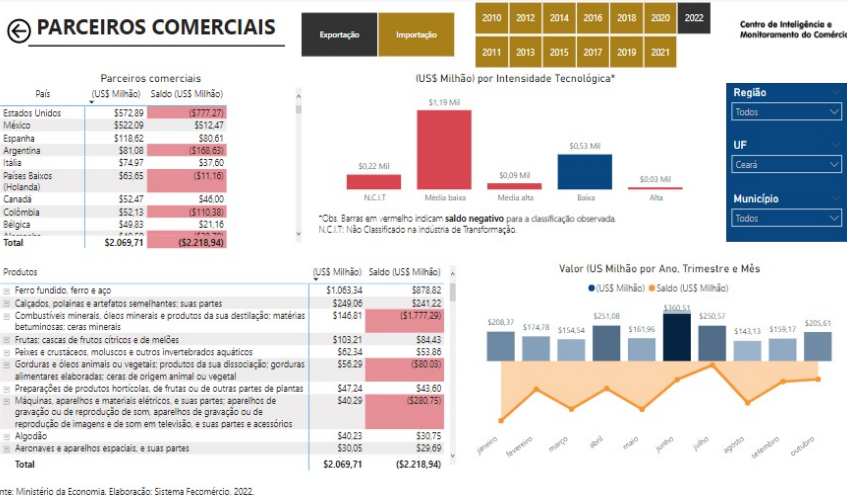 PARCEIROS COMERCIAIS
Exportação
Importação
2010 2012 2014 2016 2018 2020 2022
2011 2013 2015 2017 2019 2021
Centro de Inteligência e
Monitoramento do Comércio
Parceiros comerciais
País (US$ Milhão) Saldo (US$ Milhão)
Estados Unidos $572,89 ($777,27)
México $522,09 $512,47
Espanha $118,62 $80,61
Argentina $81,08 ($168,63)
Itália $74,97 $37,60
Países Baixos $63,65 ($11,16)
(Holanda)
Canadá $52,47 $46,00
Colômbia $52,13 ($110,38)
Bélgica $49,83 $21,16
Total $2.069,71 ($2.218,94)
(US$ Milhão) por Intensidade Tecnológica*
$0,22 Mil
$1,19 Mil
$0,09 Mil
$0,53 Mil
$0,03 Mil
N.C.I.T Média baixa Média alta Baixa Alta
*Obs. Barras em vermelho indicam saldo negativo para a classificação observada.
N.C.I.T: Não Classificado na Indústria de Transformação.
Região
Todos
UF
Ceará
Município
Todos
Produtos (US$ Milhão) Saldo (US$ Milhão)
Ferro fundido, ferro e aço $1.063,34 $878,82
Calçados, polainas e artefatos semelhantes; suas partes $249,06 $241,22
Combustíveis minerais, óleos minerais e produtos da sua destilação; matérias $146,81 ($1.777,29)
betuminosas; ceras minerais
Frutas; cascas de frutos cítricos e de melões $103,21 $84,43
Peixes e crustáceos, moluscos e outros invertebrados aquáticos $62,34 $53,86
Gorduras e óleos animais ou vegetais; produtos da sua dissociação; gorduras $56,29 ($80,03)
alimentares elaboradas; ceras de origem animal ou vegetal
Preparações de produtos hortícolas, de frutas ou de outras partes de plantas $47,24 $43,60
Máquinas, aparelhos e materiais elétricos, e suas partes; aparelhos de $40,29 ($280,75)
gravação ou de reprodução de som, aparelhos de gravação ou de
reprodução de imagens e de som em televisão, e suas partes e acessórios
Algodão $40,23 $30,75
Aeronaves e aparelhos espaciais, e suas partes $30,05 $29,69
Total $2.069,71 ($2.218,94)
Valor (US Milhão por Ano, Trimestre e Mês
(US$ Milhão) Saldo (US$ Milhão)
$208,37 $174,78 $154,54 $251,08 $161,96 $360,51 $250,57 $143,13 $159,17 $205,61
janeiro fevereiro março abril maio junho julho agosto setembro outubro
nte: Ministério da Economia. Elaboração: Sistema Fecomércio. 2022.